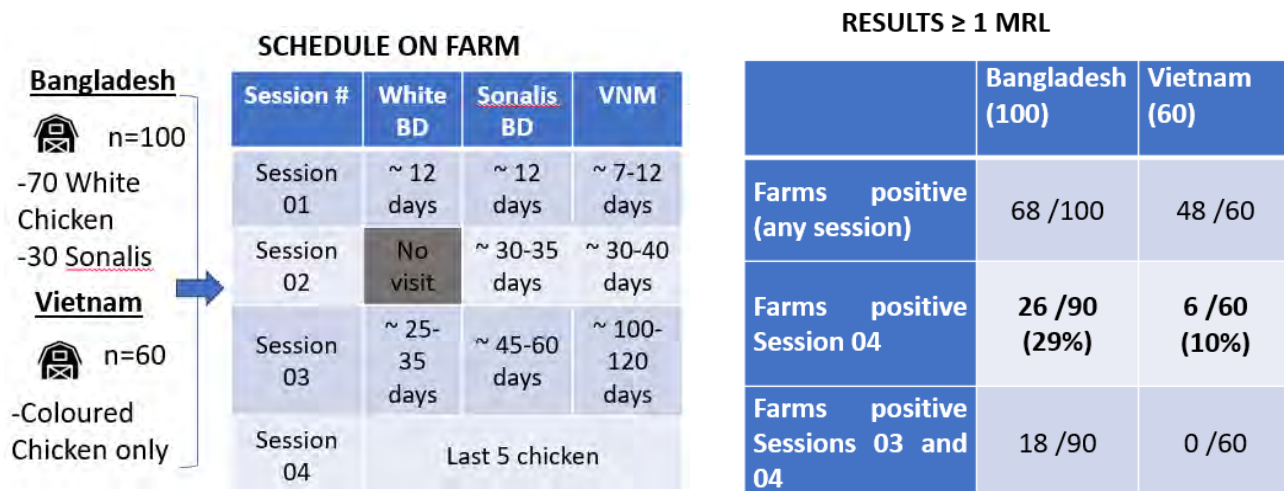 Bangladesh
n=100
-70 White
Chicken
-30 Sonalis
Vietnam
n=60
-Coloured
Chicken only
SCHEDULE ON FARM
Session # White BD Sonalis BD VNM
Session 01 ~ 12 days ~ 12 days ~ 7-12 days
Session 02 No visit ~ 30-35 days ~ 30-40 days
Session 03 ~ 25-35 days ~ 45-60 days ~ 100-120 days
Session 04 Last 5 chicken
RESULTS ≥ 1 MRL
Bangladesh (100) Vietnam (60)
Farms positive (any session) 68 /100 48 /60
Farms positive Session 04 26 /90 (29%) 6 /60 (10%)
Farms positive Sessions 03 and 04 18 /90 0 /60